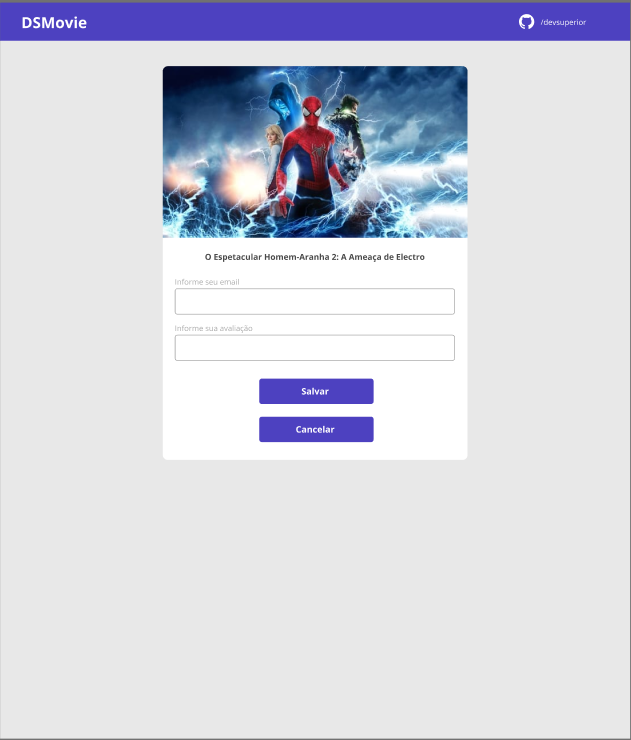 DSMovie
/devsuperior
O Espetacular Homem-Aranha 2: A Ameaça de Electro
Informe seu email
Informe sua avaliação
Salvar
Cancelar